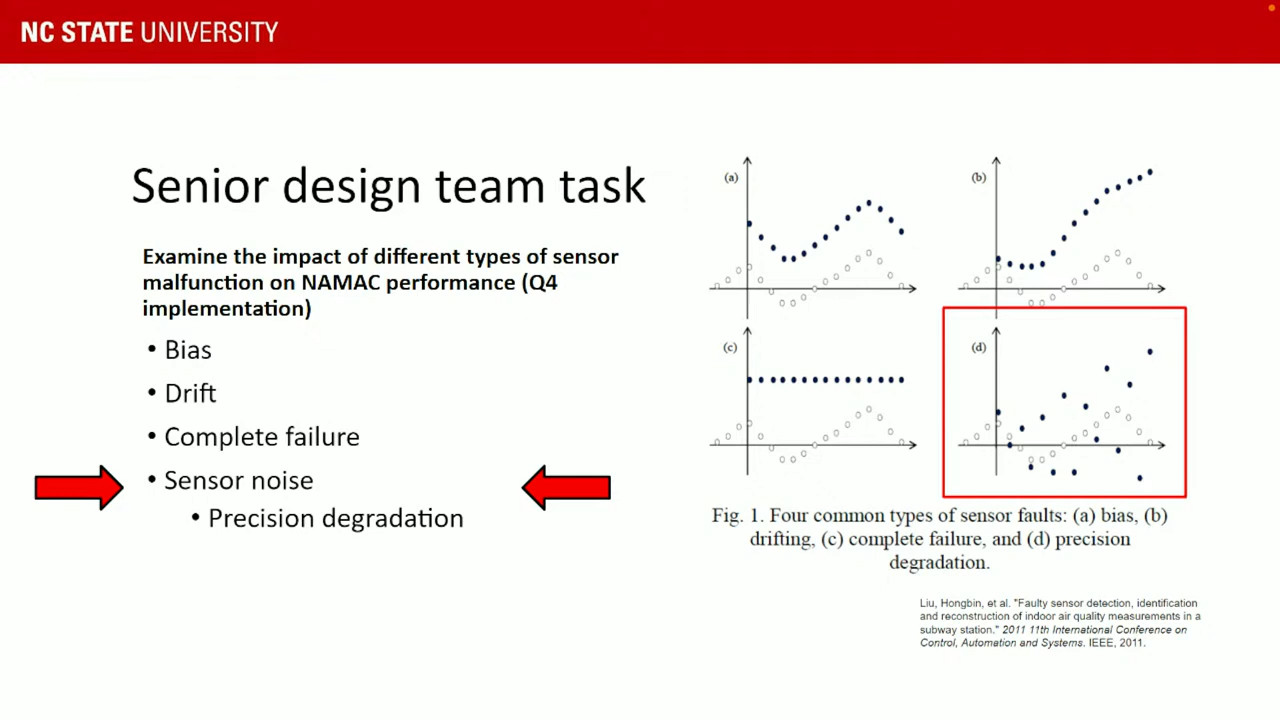 NC STATE UNIVERSITY
Senior design team task
Examine the impact of different types of sensor
malfunction on NAMAC performance (Q4
implementation)
• Bias
• Drift
• Complete failure
• Sensor noise
• Precision degradation
(a)
(b)
(c)
(d)
Fig. 1. Four common types of sensor faults: (a) bias, (b)
drifting, (c) complete failure, and (d) precision
degradation.
Liu, Hongbin, et al. "Faulty sensor detection, identification
and reconstruction of indoor air quality measurements in a
subway station." 2011 11th International Conference on
Control, Automation and Systems. IEEE, 2011.